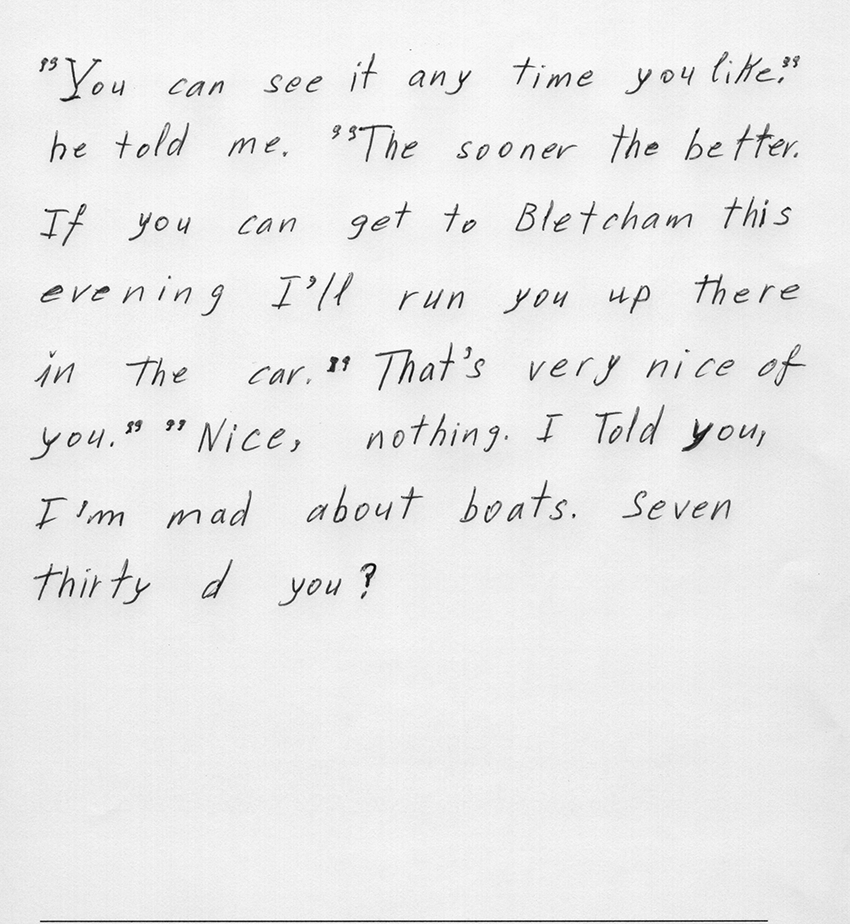 "You can see it any time you like."
he told me. "The sooner the better.
If you can get to Bletcham this
evening I'll run you up there
in the car." That's very nice of
you." "Nice, nothing. I Told you,
I'm mad about boats. Seven
thirty d you?